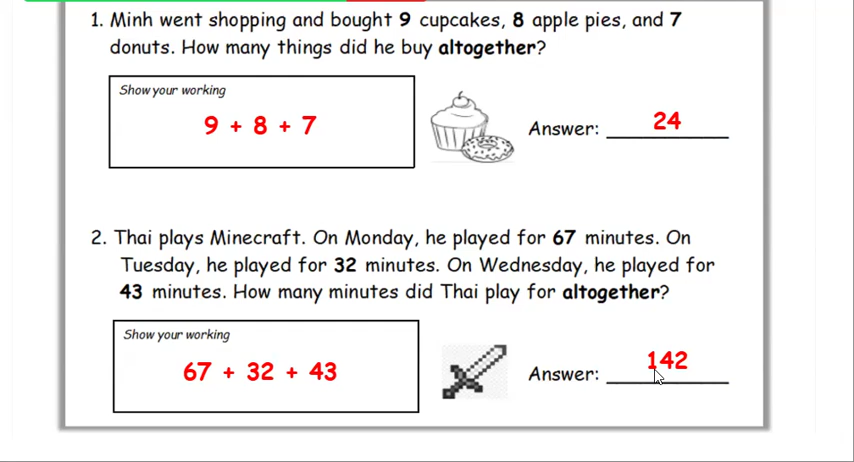 1. Minh went shopping and bought 9 cupcakes, 8 apple pies, and 7
donuts. How many things did he buy altogether?
Show your working
9 + 8 + 7
Answer: 24
2. Thai plays Minecraft. On Monday, he played for 67 minutes. On
Tuesday, he played for 32 minutes. On Wednesday, he played for
43 minutes. How many minutes did Thai play for altogether?
Show your working
67 + 32 + 43
Answer: 142